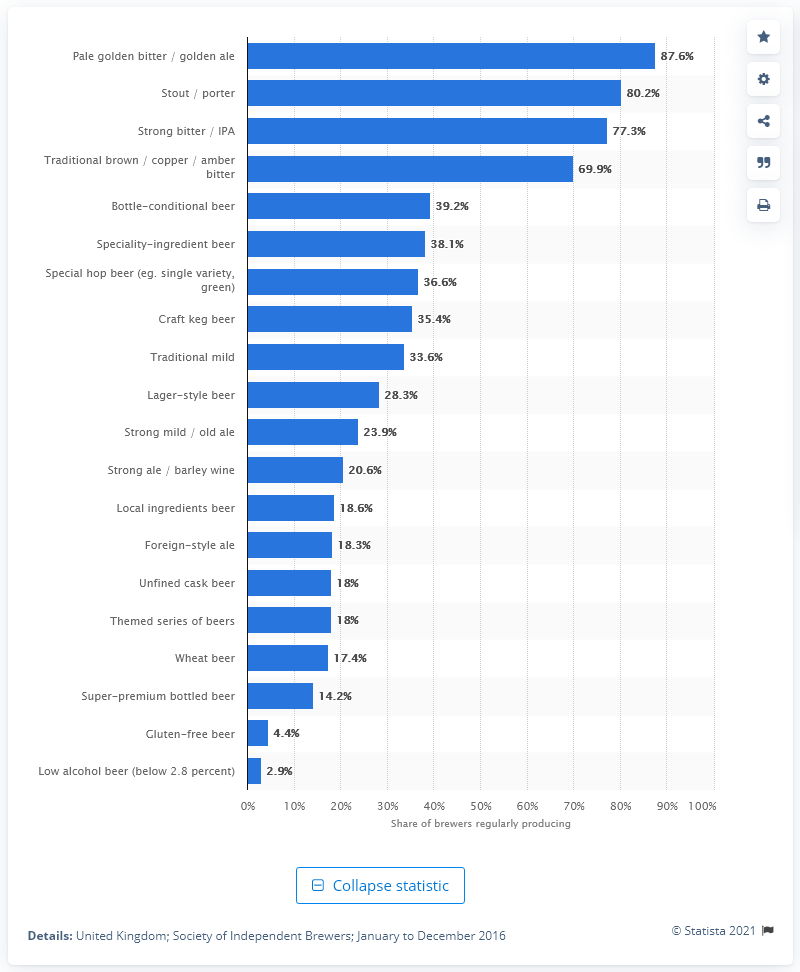 Pale golden bitter / golden ale 87.6%
Stout / porter 80.2%
Strong bitter / IPA 77.3%
Traditional brown / copper / amber
bitter 69.9%
Bottle-conditional beer 39.2%
Speciality-ingredient beer 38.1%
Special hop beer (eg. single variety,
green) 36.6%
Craft keg beer 35.4%
Traditional mild 33.6%
Lager-style beer 28.3%
Strong mild / old ale 23.9%
Strong ale / barley wine 20.6%
Local ingredients beer 18.6%
Foreign-style ale 18.3%
Unfined cask beer 18%
Themed series of beers 18%
Wheat beer 17.4%
Super-premium bottled beer 14.2%
Gluten-free beer 4.4%
Low alcohol beer (below 2.8 percent) 2.9%
0% 10% 20% 30% 40% 50% 60% 70% 80% 90% 100%
Share of brewers regularly producing
Collapse statistic
© Statista 2021
Details: United Kingdom; Society of Independent Brewers; January to December 2016